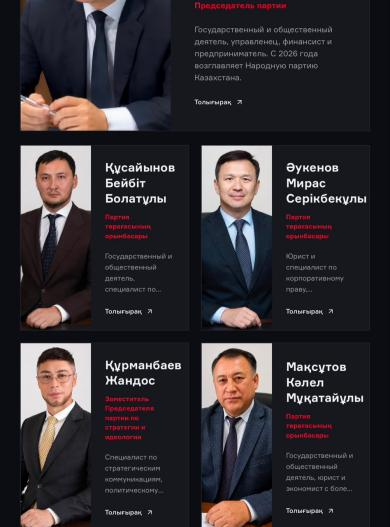 Председатель партии
Государственный и общественный
деятель, управленец, финансист и
предприниматель. С 2026 года
возглавляет Народную партию
Казахстана.
Толығырақ ↗
Құсайынов
Бейбіт
Болатұлы
Партия
төрағасының
орынбасары
Государственный и
общественный
деятель,
специалист по...
Толығырақ ↗
Әукенов
Мирас
Серікбекұлы
Партия
төрағасының
орынбасары
Юрист и
специалист по
корпоративному
праву,...
Толығырақ ↗
Құрманбаев
Жандос
Заместитель
Председателя
партии по
стратегии и
идеологии
Специалист по
стратегическим
коммуникациям,
политическому...
Толығырақ ↗
Мақсұтов
Кәлел
Мұқатайұлы
Партия
төрағасының
орынбасары
Государственный и
общественный
деятель, юрист и
экономист с боле...
Толығырақ ↗